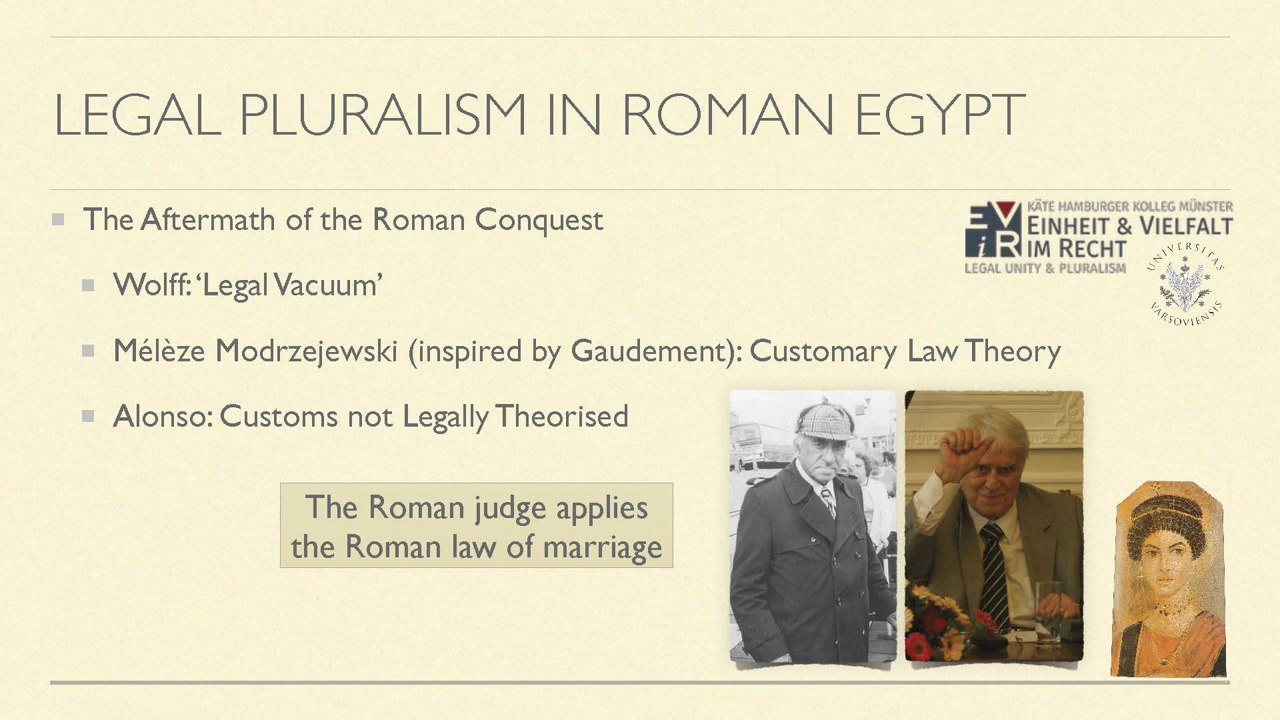 LEGAL PLURALISM IN ROMAN EGYPT
The Aftermath of the Roman Conquest
Wolff: ‘Legal Vacuum’
Mélèze Modrzejewski (inspired by Gaudement): Customary Law Theory
Alonso: Customs not Legally Theorised
The Roman judge applies
the Roman law of marriage
EViR
KÄTE HAMBURGER KOLLEG MÜNSTER
EINHEIT & VIELFALT
IM RECHT
LEGAL UNITY & PLURALISM
UNIVERSITAS
VARSOVIENSIS